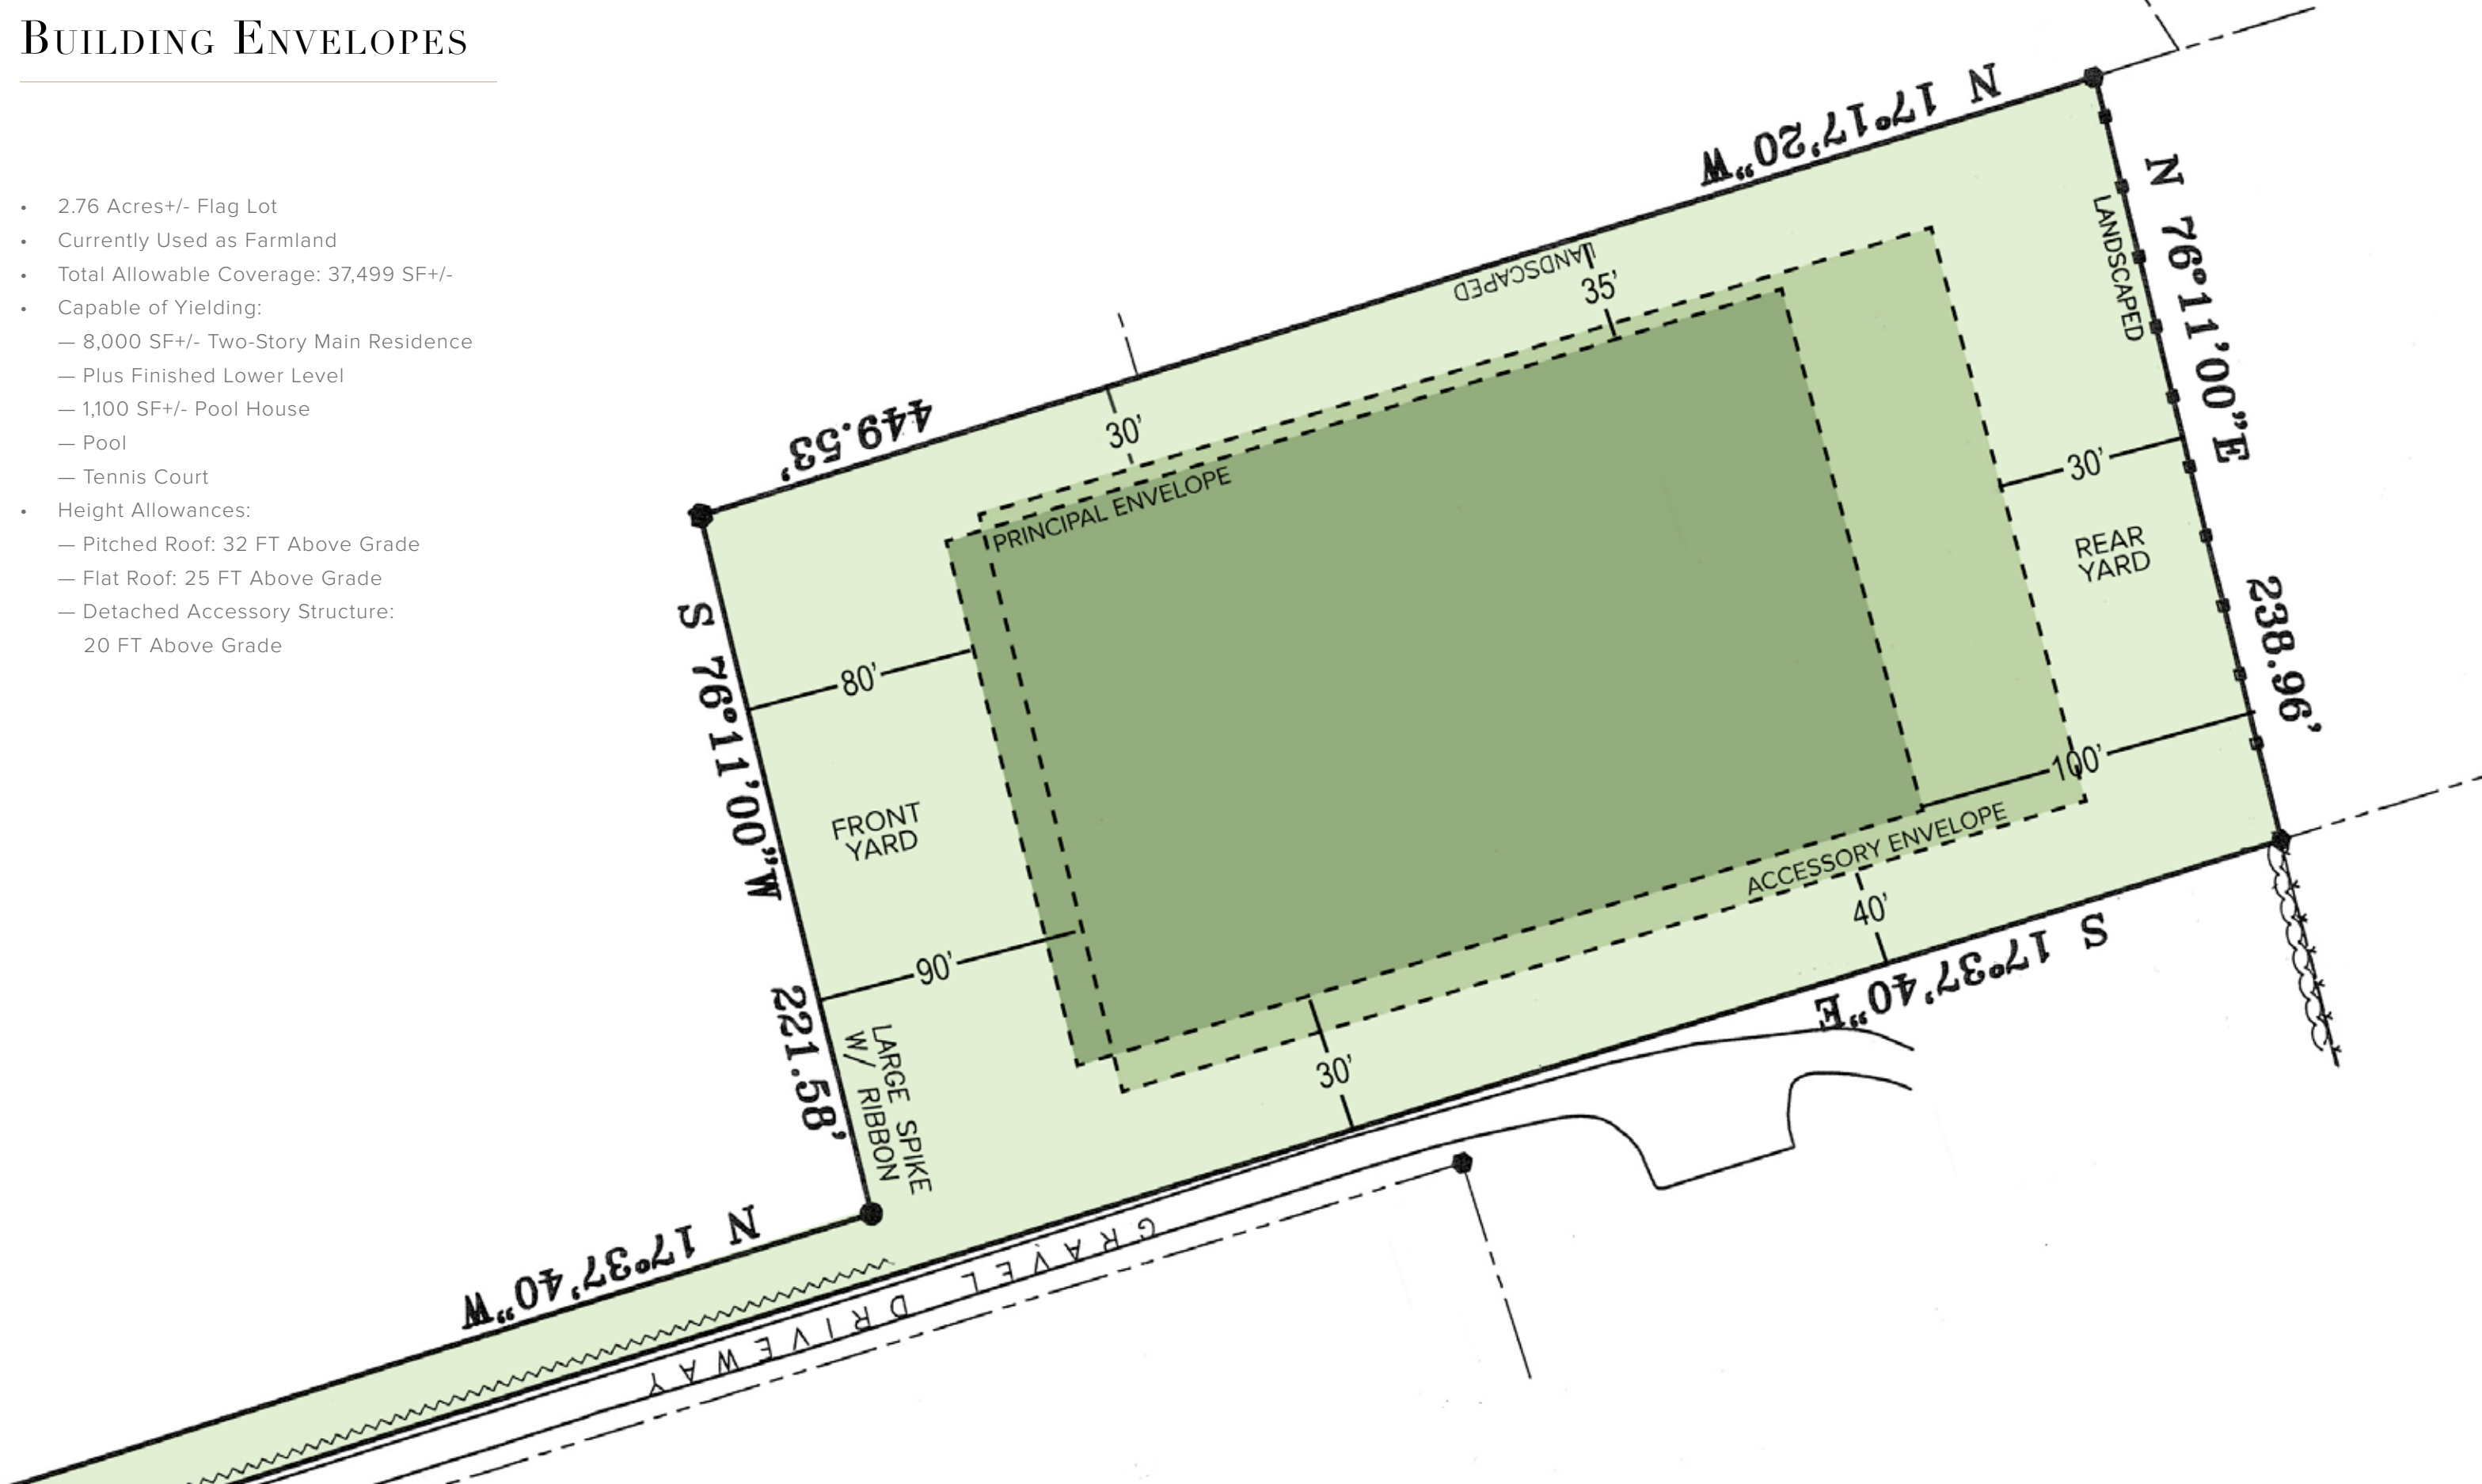 BUILDING ENVELOPES
• 2.76 Acres+/- Flag Lot
• Currently Used as Farmland
• Total Allowable Coverage: 37,499 SF+/-
• Capable of Yielding:
— 8,000 SF+/- Two-Story Main Residence
— Plus Finished Lower Level
— 1,100 SF+/- Pool House
— Pool
— Tennis Court
• Height Allowances:
— Pitched Roof: 32 FT Above Grade
— Flat Roof: 25 FT Above Grade
— Detached Accessory Structure:
20 FT Above Grade
N 17°17'20"W
449.53'
LANDSCAPED
35'
30'
PRINCIPAL ENVELOPE
N 76°11'00"E
238.96'
LANDSCAPED
30'
REAR
YARD
100'
ACCESSORY ENVELOPE
40'
S 17°37'40"E
S 76°11'00"W
221.58'
80'
FRONT
YARD
90'
LARGE SPIKE
W/ RIBBON
30'
N 17°37'40"W
GRAVEL DRIVEWAY